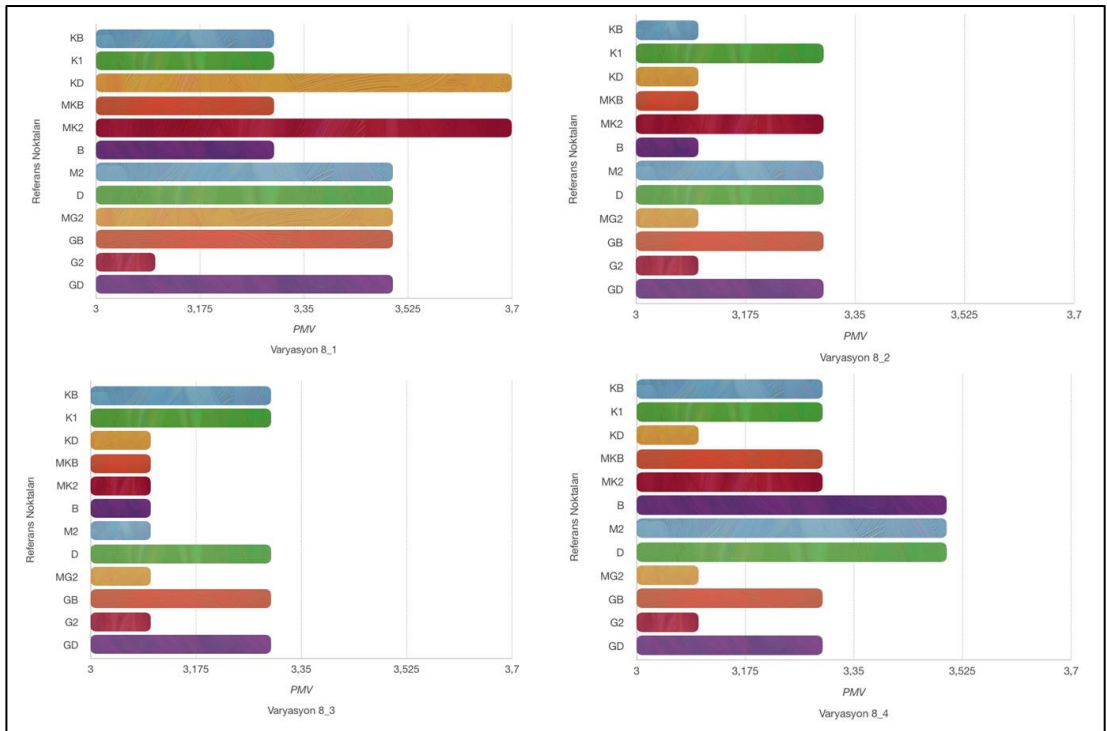 KB
K1
KD
MKB
MK2
B
M2
D
MG2
GB
G2
GD
Referans Noktaları
3 3,175 3,35 3,525 3,7
PMV
Varyasyon 8_1
KB
K1
KD
MKB
MK2
B
M2
D
MG2
GB
G2
GD
Referans Noktaları
3 3,175 3,35 3,525 3,7
PMV
Varyasyon 8_2
KB
K1
KD
MKB
MK2
B
M2
D
MG2
GB
G2
GD
Referans Noktaları
3 3,175 3,35 3,525 3,7
PMV
Varyasyon 8_3
KB
K1
KD
MKB
MK2
B
M2
D
MG2
GB
G2
GD
Referans Noktaları
3 3,175 3,35 3,525 3,7
PMV
Varyasyon 8_4